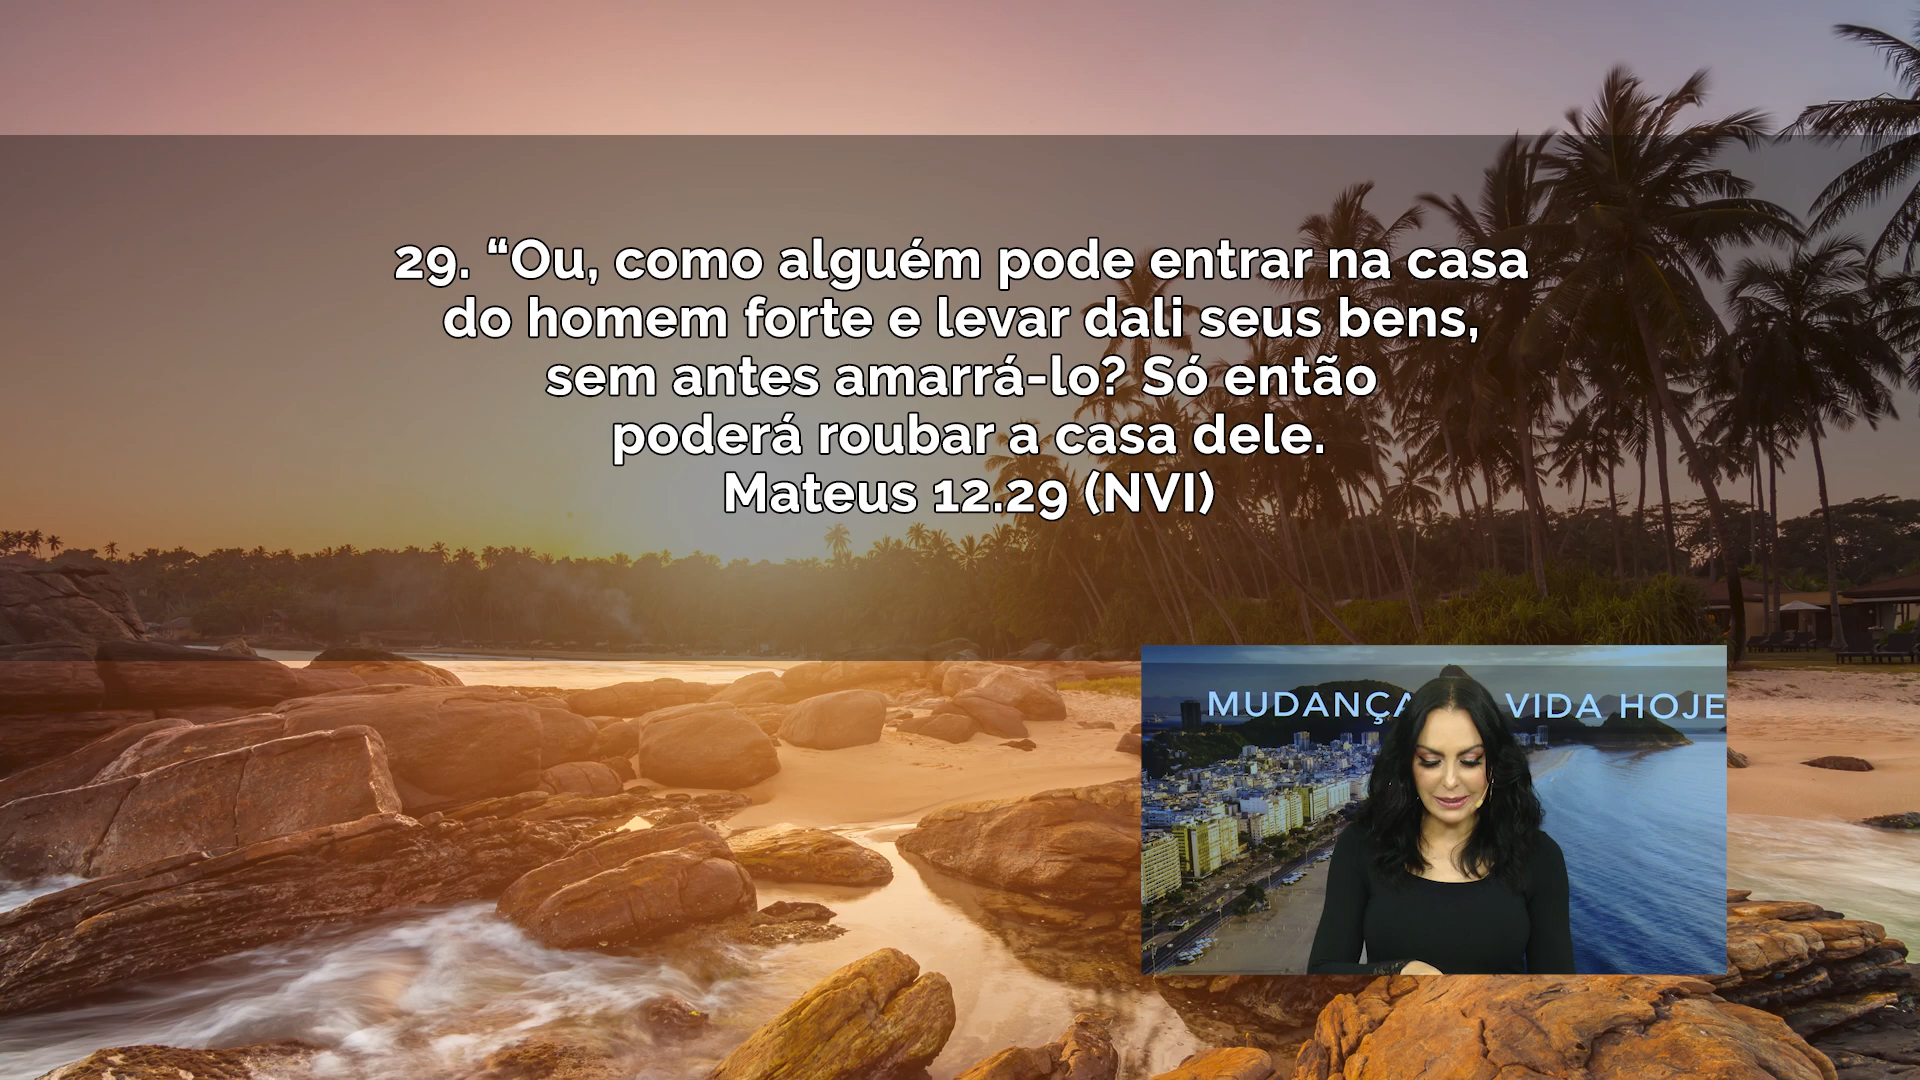 29. “Ou, como alguém pode entrar na casa
do homem forte e levar dali seus bens,
sem antes amarrá-lo? Só então
poderá roubar a casa dele.
Mateus 12.29 (NVI)
MUDANÇA VIDA HOJE